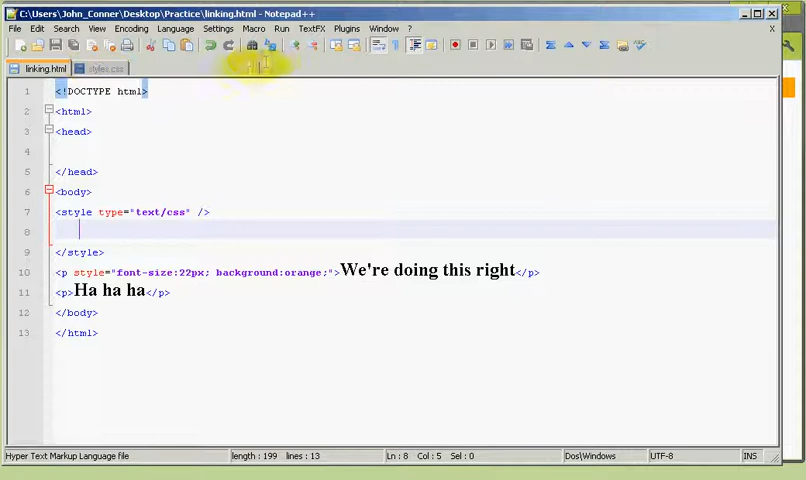 C:\Users\John_Conner\Desktop\Practice\linking.html - Notepad++
File Edit Search View Encoding Language Settings Macro Run TextFX Plugins Window ? X
linking.html styles.css
1 <!DOCTYPE html>
2 <html>
3 <head>
4
5 </head>
6 <body>
7 <style type="text/css" />
8
9 </style>
10 <p style="font-size:22px; background:orange;">We're doing this right</p>
11 <p>Ha ha ha</p>
12 </body>
13 </html>
Hyper Text Markup Language file length : 199 lines : 13 Ln : 8 Col : 5 Sel : 0 Dos\Windows UTF-8 INS